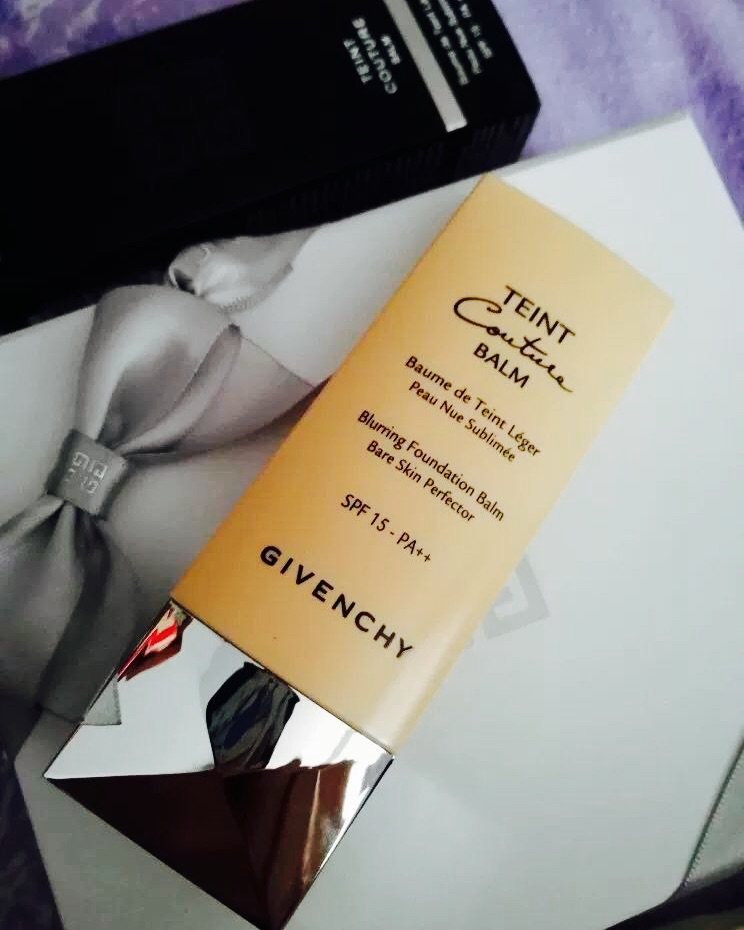 TEINT
COUTURE
BALM
TEINT
Couture
BALM
Baume de Teint Léger
Peau Nue Sublimée
Blurring Foundation Balm
Bare Skin Perfector
SPF 15 - PA++
GIVENCHY